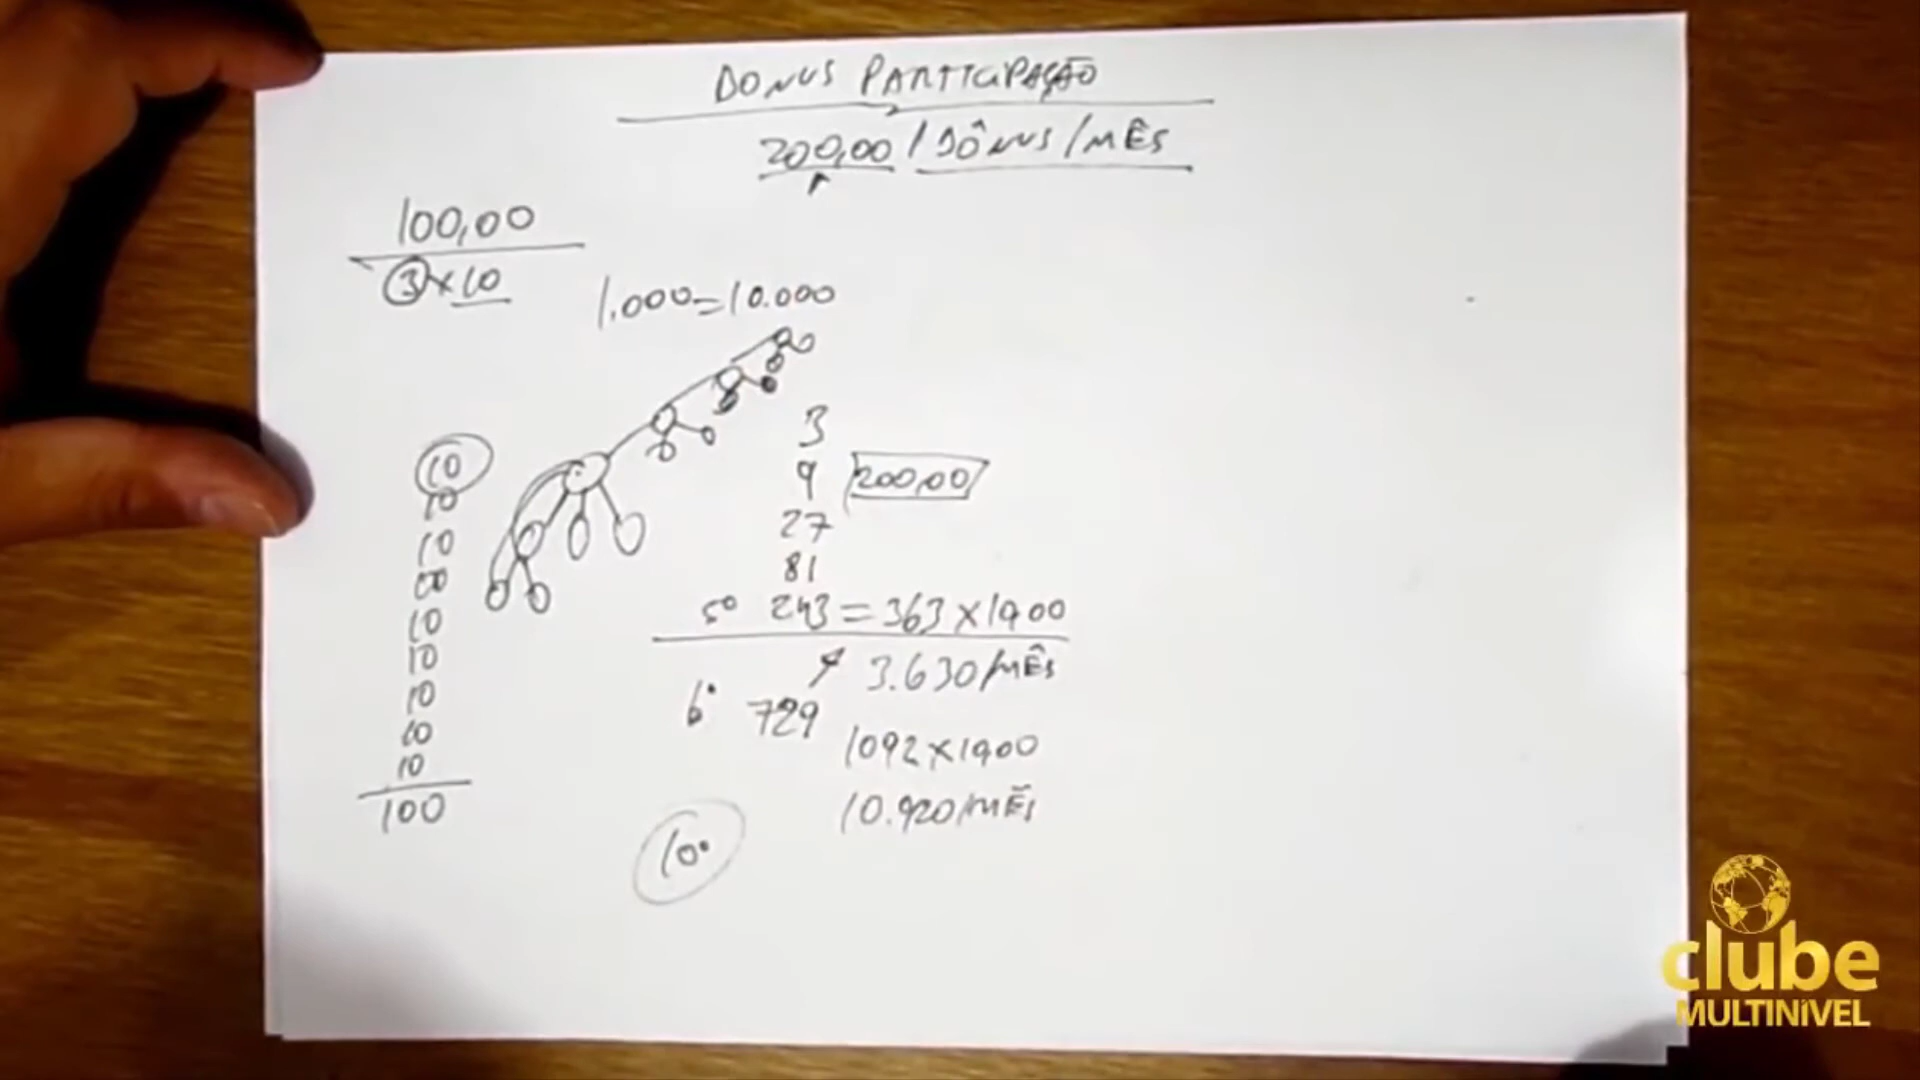 BONUS PARTICIPAÇÃO
200,00 / BÔNUS / MÊS
100,00
3 x 10
1.000 = 10.000
10
10
10
10
10
10
10
10
10
100
3
9 200,00
27
81
5º 243 = 363 x 10,00
3.630/MÊS
6º 729
1092 x 10,00
10.920/MÊS
10º
clube
MULTINÍVEL